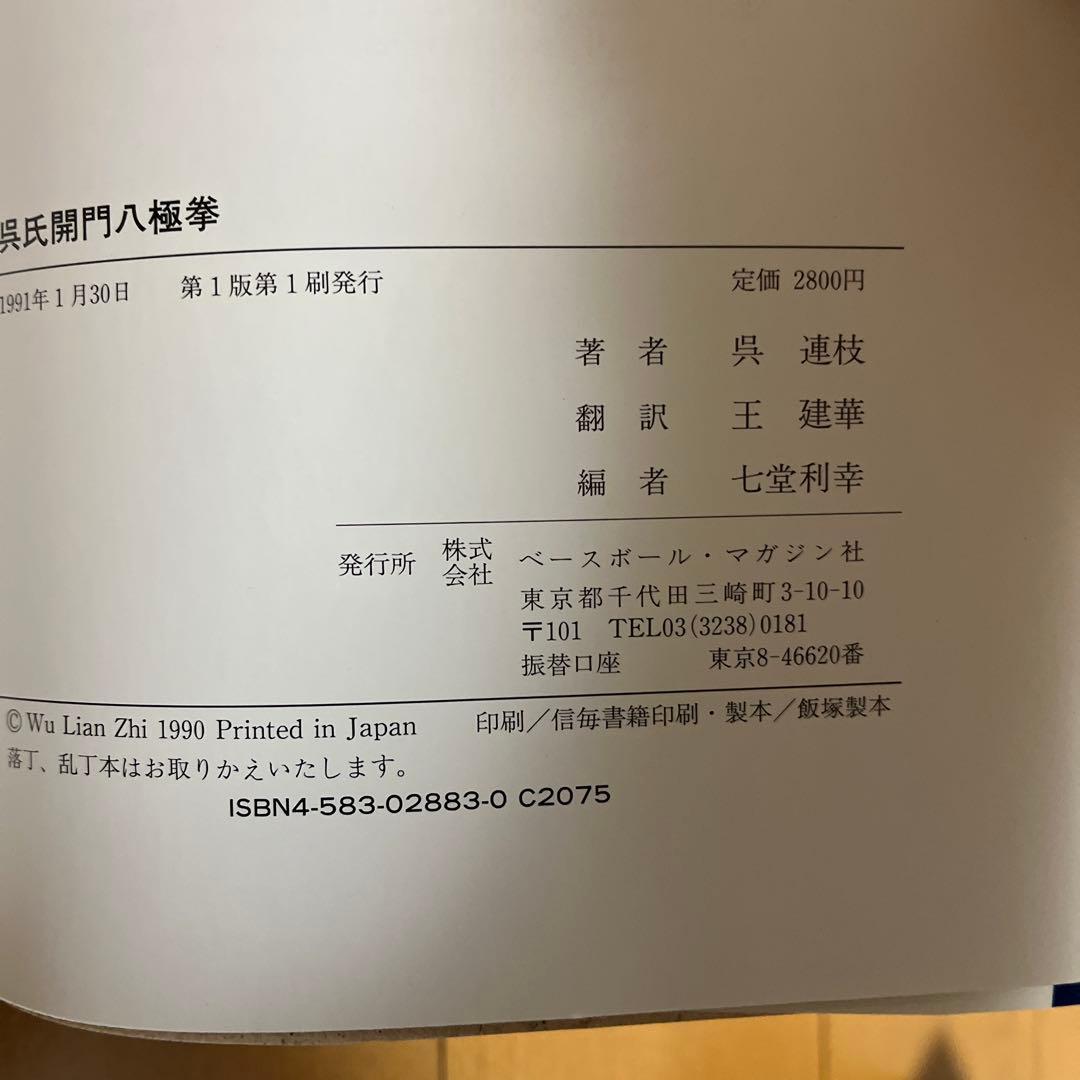 呉氏開門八極拳
1991年1月30日 第1版第1刷発行 定価 2800円
著者 呉 連枝
翻訳 王 建華
編者 七堂利幸
発行所 株式会社 ベースボール・マガジン社
東京都千代田三崎町3-10-10
〒101 TEL03(3238)0181
振替口座 東京8-46620番
©Wu Lian Zhi 1990 Printed in Japan 印刷/信毎書籍印刷・製本/飯塚製本
落丁、乱丁本はお取りかえいたします。
ISBN4-583-02883-0 C2075